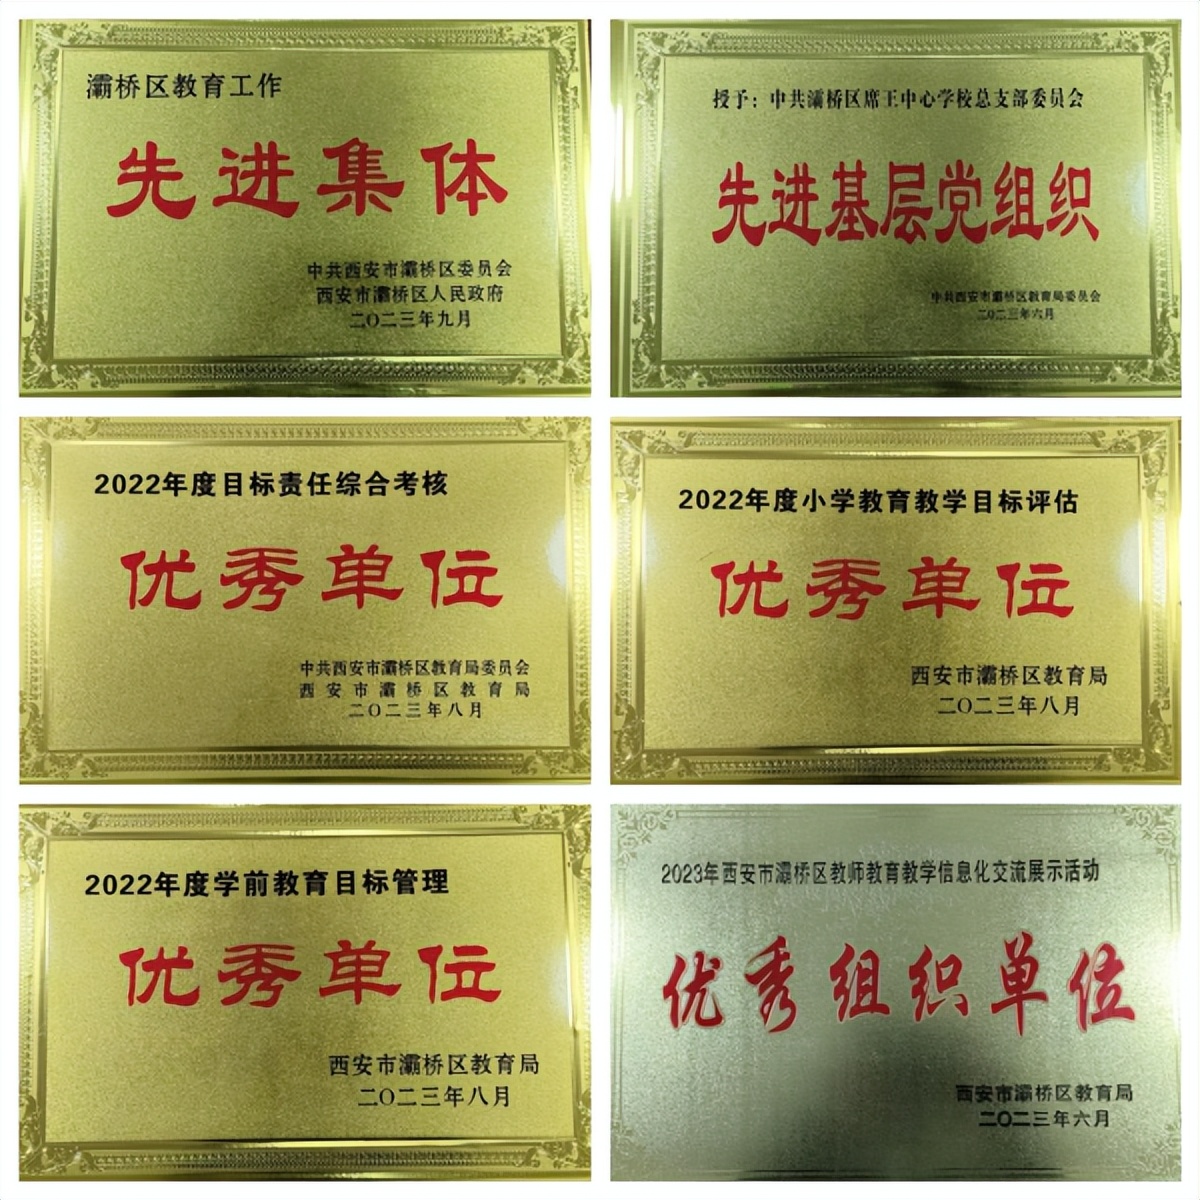 灞桥区教育工作
先进集体
中共西安市灞桥区委员会
西安市灞桥区人民政府
二〇二三年九月
授予：中共灞桥区席王中心学校总支部委员会
先进基层党组织
中共西安市灞桥区教育局委员会
二〇二三年六月
2022年度目标责任综合考核
优秀单位
中共西安市灞桥区教育局委员会
西安市灞桥区教育局
二〇二三年八月
2022年度小学教育教学目标评估
优秀单位
西安市灞桥区教育局
二〇二三年八月
2022年度学前教育目标管理
优秀单位
西安市灞桥区教育局
二〇二三年八月
2023年西安市灞桥区教师教育教学信息化交流展示活动
优秀组织单位
西安市灞桥区教育局
二〇二三年六月